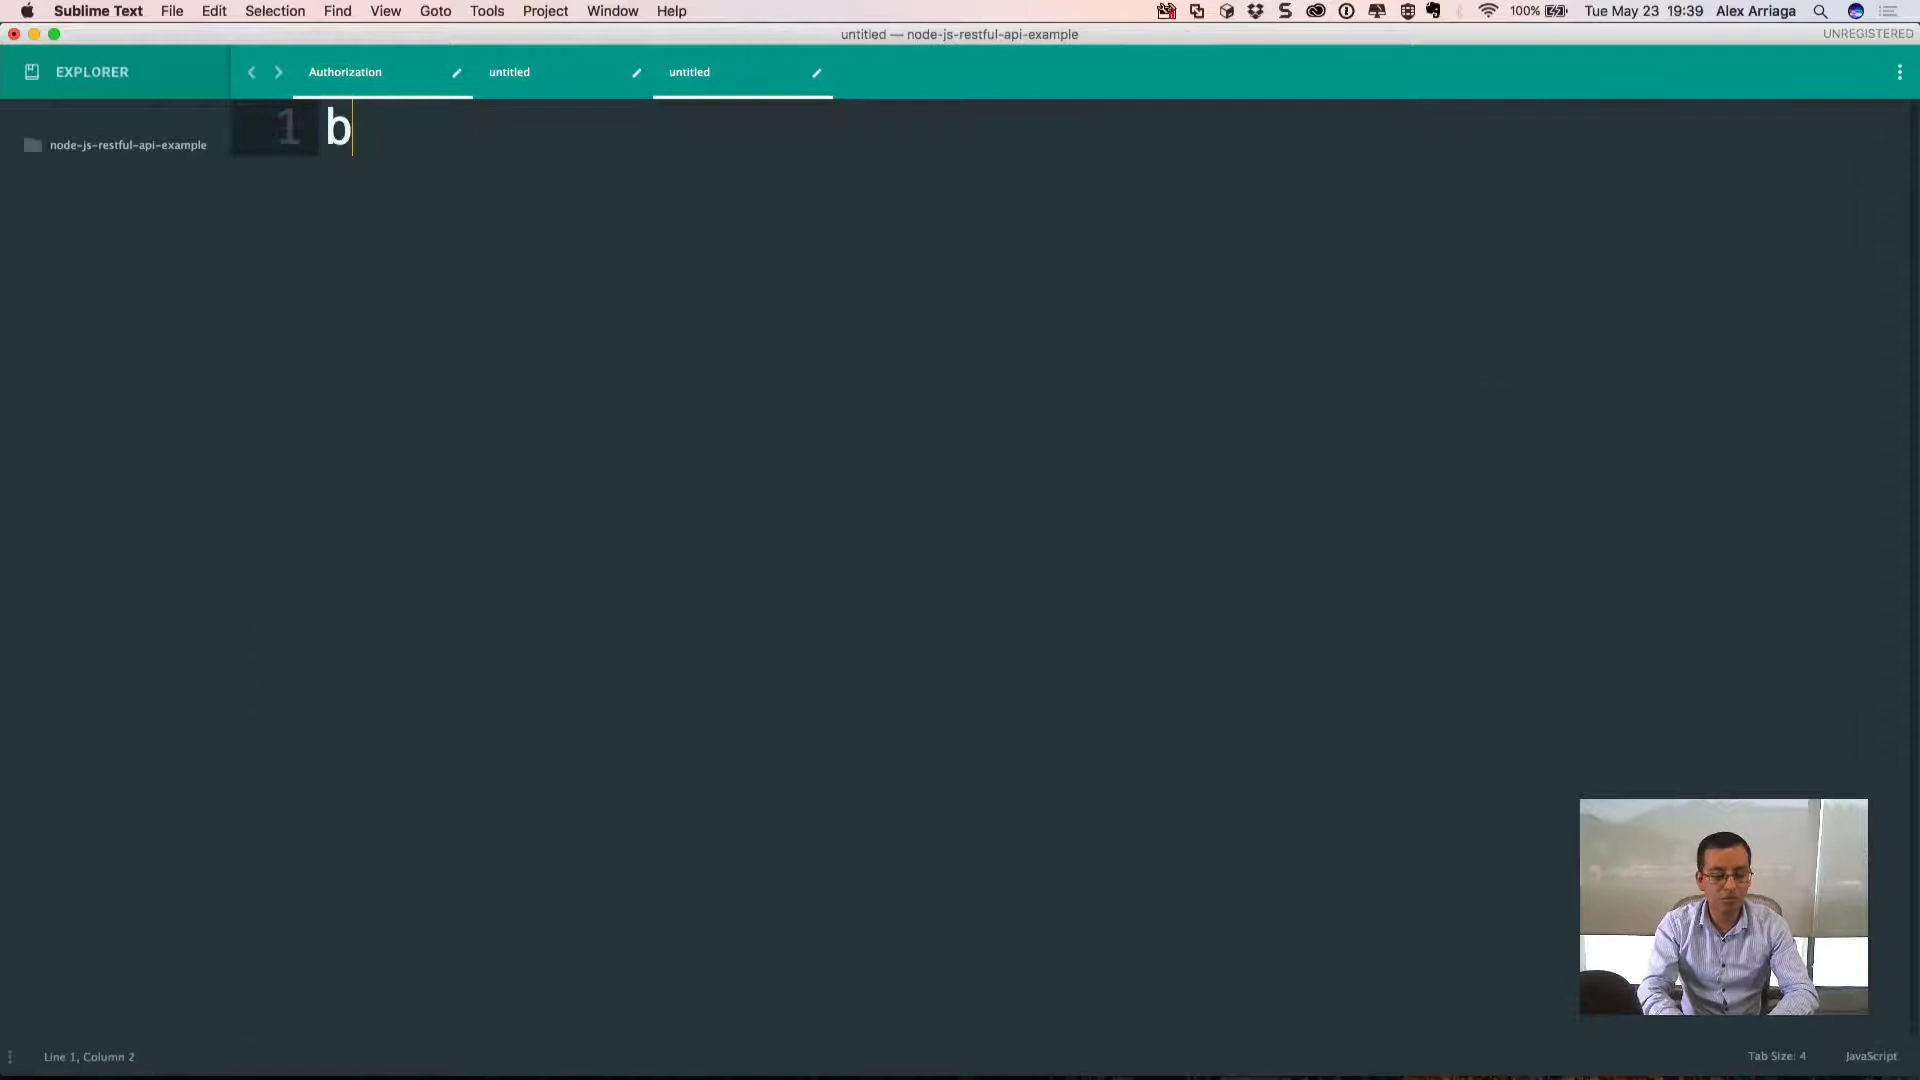 Sublime Text File Edit Selection Find View Goto Tools Project Window Help 100% Tue May 23 19:39 Alex Arriaga
untitled — node-js-restful-api-example UNREGISTERED
EXPLORER Authorization untitled untitled
1 b
node-js-restful-api-example
Line 1, Column 2 Tab Size: 4 JavaScript